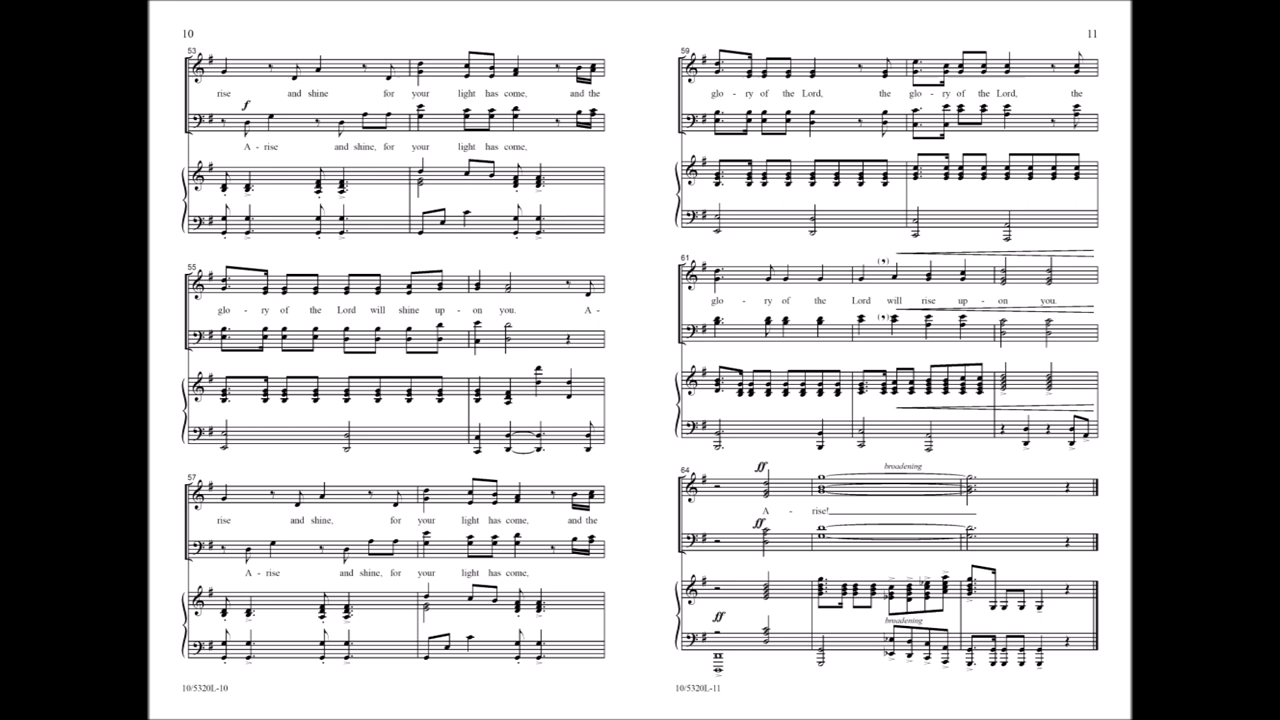 10
53
rise and shine for your light has come, and the
f
A - rise and shine, for your light has come,
55
glo - ry of the Lord will shine up - on you. A -
57
rise and shine, for your light has come, and the
A - rise and shine, for your light has come,
10/5320L-10
11
59
glo - ry of the Lord, the glo - ry of the Lord, the
61
glo - ry of the Lord will rise up - on you.
64
ff
broadening
A - rise!
ff
ff
broadening
10/5320L-11